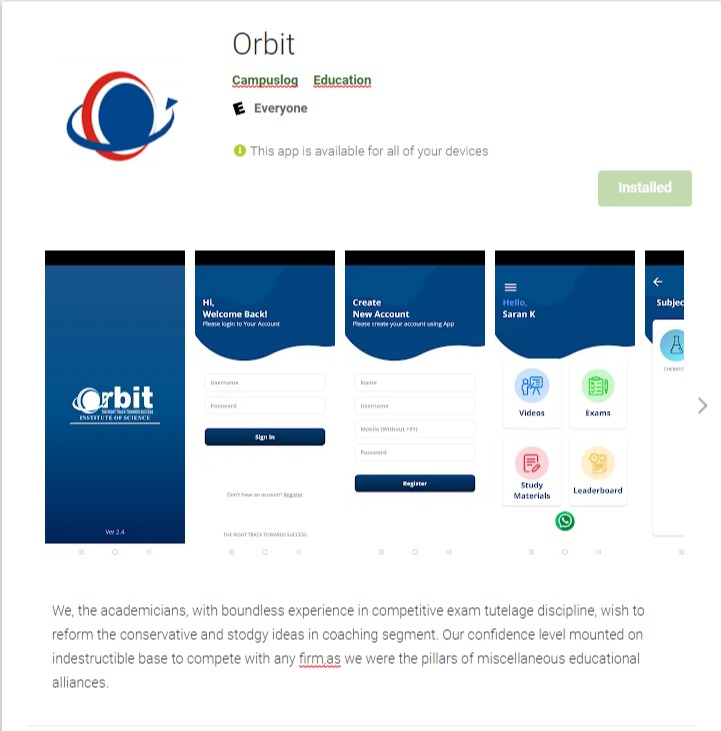 Orbit
Campuslog Education
Everyone
This app is available for all of your devices
Installed
Orbit
THE RIGHT TRACK TOWARDS SUCCESS
INSTITUTE OF SCIENCE
Ver 2.4
Hi,
Welcome Back!
Please login to Your Account
Username
Password
Sign In
Don't have an account? Register
THE RIGHT TRACK TOWARDS SUCCESS
Create
New Account
Please create your account using App
Name
Username
Mobile (Without +91)
Password
Register
Hello,
Saran K
Videos
Exams
Study
Materials
Leaderboard
We, the academicians, with boundless experience in competitive exam tutelage discipline, wish to
reform the conservative and stodgy ideas in coaching segment. Our confidence level mounted on
indestructible base to compete with any firm,as we were the pillars of miscellaneous educational
alliances.